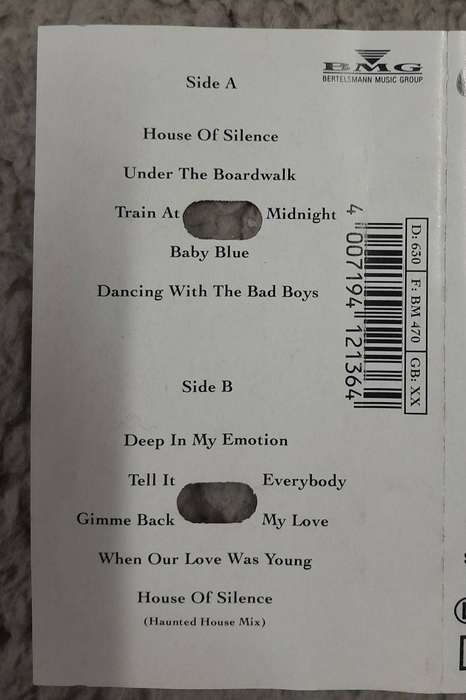 Side A
BMG
BERTELSMANN MUSIC GROUP
House Of Silence
Under The Boardwalk
Train At Midnight
Baby Blue
Dancing With The Bad Boys
4 007194 121364
D: 630 F: BM 470 GB: XX
Side B
Deep In My Emotion
Tell It Everybody
Gimme Back My Love
When Our Love Was Young
House Of Silence
(Haunted House Mix)